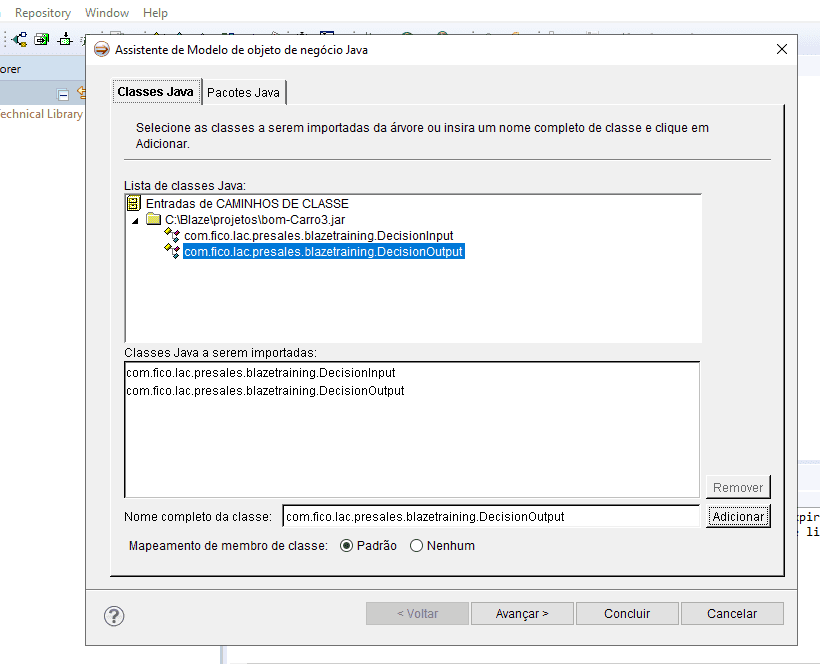 Repository Window Help
Assistente de Modelo de objeto de negócio Java
orer
Technical Library
Classes Java
Pacotes Java
Selecione as classes a serem importadas da árvore ou insira um nome completo de classe e clique em
Adicionar.
Lista de classes Java:
Entradas de CAMINHOS DE CLASSE
C:\Blaze\projetos\bom-Carro3.jar
com.fico.lac.presales.blazetraining.DecisionInput
com.fico.lac.presales.blazetraining.DecisionOutput
Classes Java a serem importadas:
com.fico.lac.presales.blazetraining.DecisionInput
com.fico.lac.presales.blazetraining.DecisionOutput
Remover
Nome completo da classe: com.fico.lac.presales.blazetraining.DecisionOutput Adicionar
xpir
li
Mapeamento de membro de classe: Padrão Nenhum
? < Voltar Avançar > Concluir Cancelar